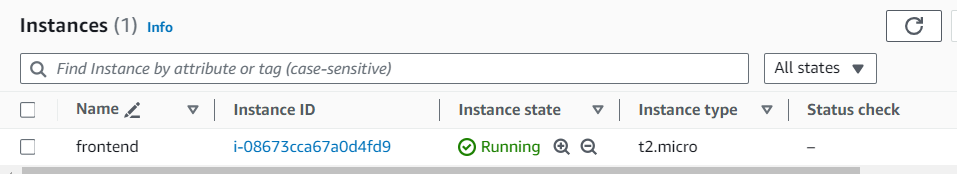 Instances (1) Info
Find Instance by attribute or tag (case-sensitive) All states
Name Instance ID Instance state Instance type Status check
frontend i-08673cca67a0d4fd9 Running t2.micro –